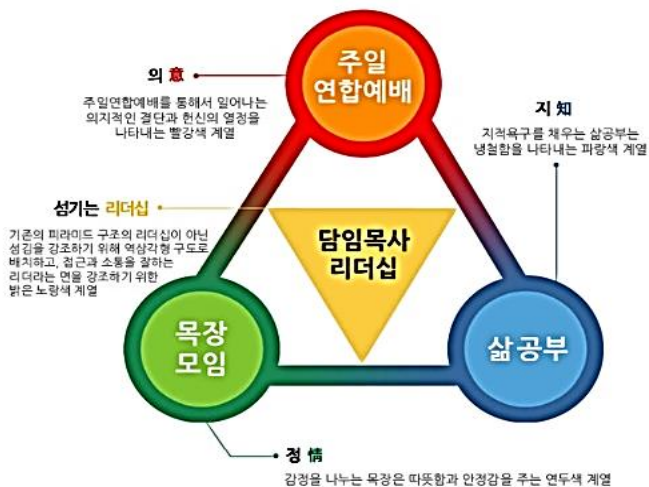 주일
연합예배
의 意
주일연합예배를 통해서 일어나는
의지적인 결단과 헌신의 열정을
나타내는 빨강색 계열
지 知
지적욕구를 채우는 삶공부는
냉철함을 나타내는 파랑색 계열
섬기는 리더십
기존의 피라미드 구조의 리더십이 아닌
섬김을 강조하기 위해 역삼각형 구도로
배치하고, 접근과 소통을 잘하는
리더라는 면을 강조하기 위한
밝은 노랑색 계열
담임목사
리더십
목장
모임
삶공부
정 情
감정을 나누는 목장은 따뜻함과 안정감을 주는 연두색 계열